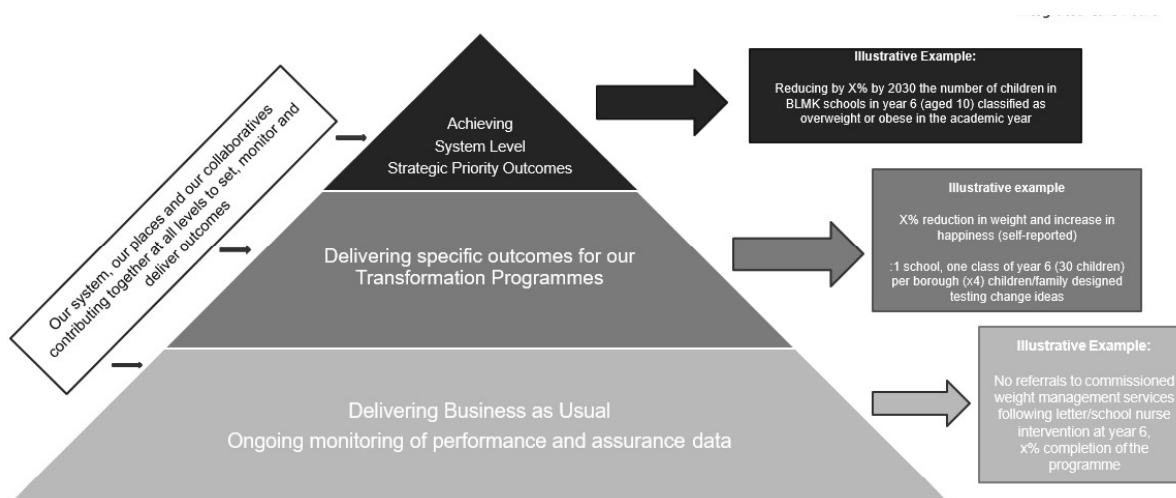 Our system, our places and our collaboratives
contributing together at all levels to set, monitor and
deliver outcomes
Achieving
System Level
Strategic Priority Outcomes
Illustrative Example:
Reducing by X% by 2030 the number of children in
BLMK schools in year 6 (aged 10) classified as
overweight or obese in the academic year
Delivering specific outcomes for our
Transformation Programmes
Illustrative example
X% reduction in weight and increase in
happiness (self-reported)
:1 school, one class of year 6 (30 children)
per borough (x4) children/family designed
testing change ideas
Delivering Business as Usual
Ongoing monitoring of performance and assurance data
Illustrative Example:
No referrals to commissioned
weight management services
following letter/school nurse
intervention at year 6,
x% completion of the
programme